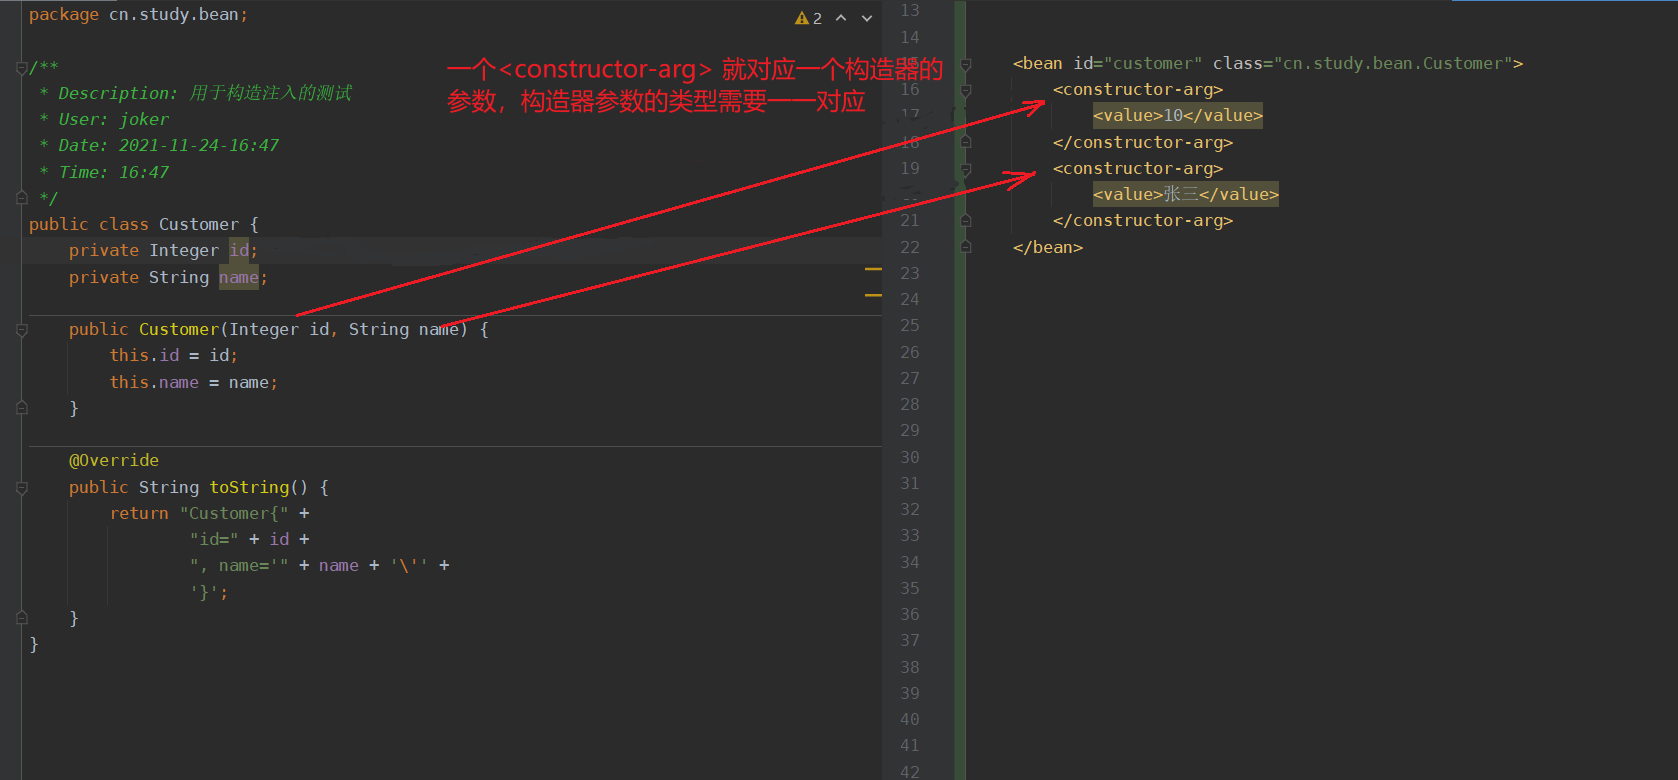 package cn.study.bean;
2
/**
* Description: 用于构造注入的测试
* User: joker
* Date: 2021-11-24-16:47
* Time: 16:47
*/
public class Customer {
private Integer id;
private String name;
public Customer(Integer id, String name) {
this.id = id;
this.name = name;
}
@Override
public String toString() {
return "Customer{" +
"id=" + id +
", name='" + name + '\'' +
'}';
}
}
一个<constructor-arg> 就对应一个构造器的
参数，构造器参数的类型需要一一对应
13
14
<bean id="customer" class="cn.study.bean.Customer">
16 <constructor-arg>
17 <value>10</value>
18 </constructor-arg>
19 <constructor-arg>
<value>张三</value>
21 </constructor-arg>
22 </bean>
23
24
25
26
27
28
29
30
31
32
33
34
35
36
37
38
39
40
41
42